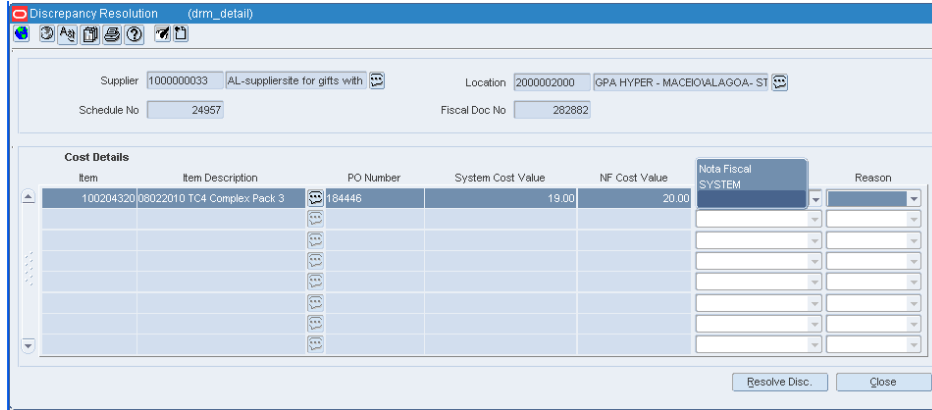 Discrepancy Resolution (drm_detail)
Supplier 1000000033 AL-suppliersite for gifts with Location 2000002000 GPA HYPER - MACEIO\ALAGOA- ST
Schedule No 24957 Fiscal Doc No 282882
Cost Details
Item Item Description PO Number System Cost Value NF Cost Value Reason
Nota Fiscal
SYSTEM
100204320 08022010 TC4 Complex Pack 3 184446 19.00 20.00
Resolve Disc. Close